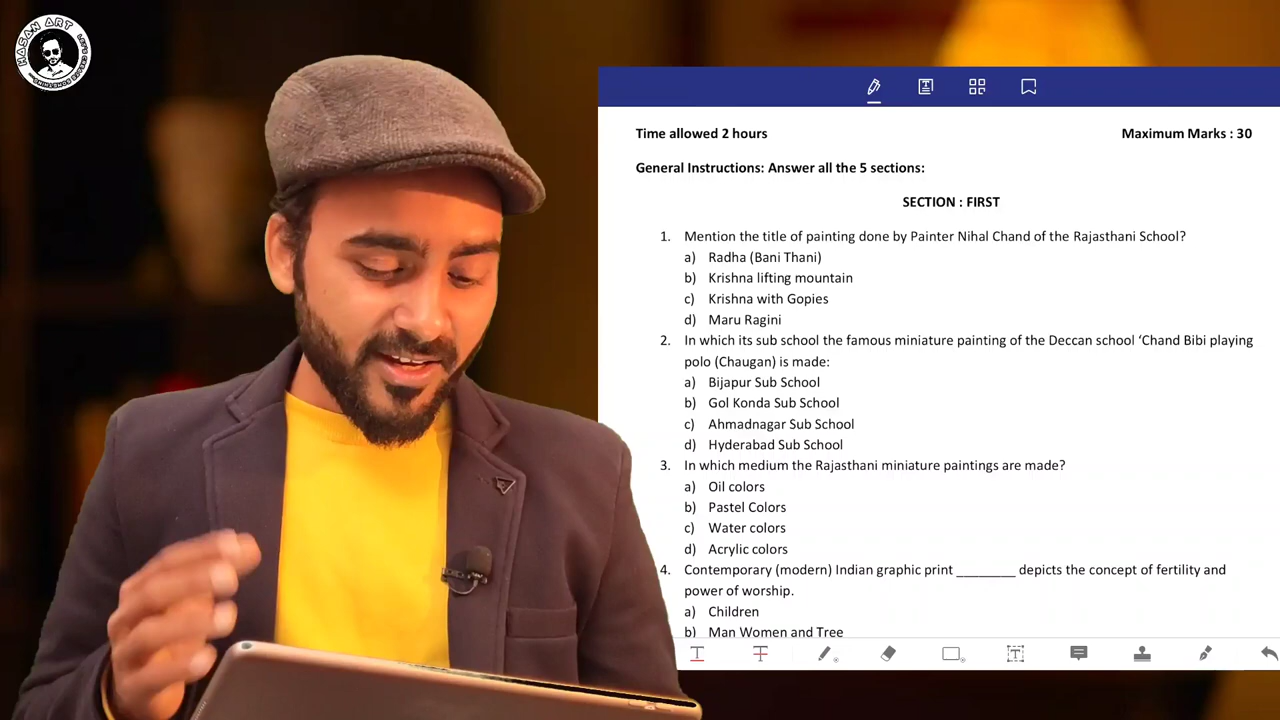 HASAN ART
Time allowed 2 hours
Maximum Marks : 30
General Instructions: Answer all the 5 sections:
SECTION : FIRST
1. Mention the title of painting done by Painter Nihal Chand of the Rajasthani School?
a) Radha (Bani Thani)
b) Krishna lifting mountain
c) Krishna with Gopies
d) Maru Ragini
2. In which its sub school the famous miniature painting of the Deccan school ‘Chand Bibi playing
polo (Chaugan) is made:
a) Bijapur Sub School
b) Gol Konda Sub School
c) Ahmadnagar Sub School
d) Hyderabad Sub School
3. In which medium the Rajasthani miniature paintings are made?
a) Oil colors
b) Pastel Colors
c) Water colors
d) Acrylic colors
4. Contemporary (modern) Indian graphic print ________ depicts the concept of fertility and
power of worship.
a) Children
b) Man Women and Tree